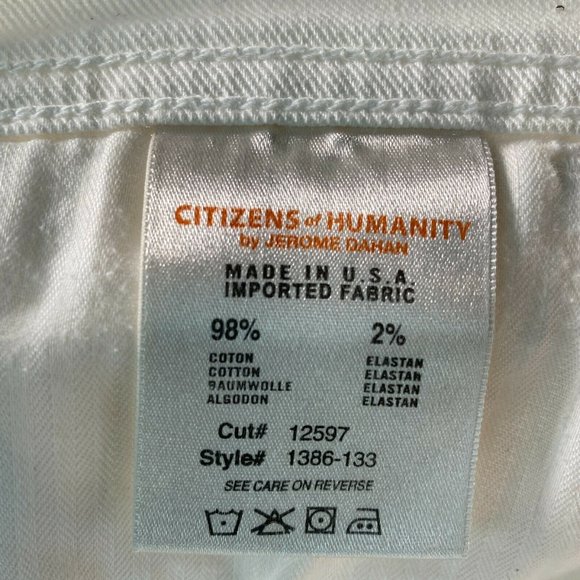 CITIZENS of HUMANITY
by JEROME DAHAN
MADE IN U.S.A.
IMPORTED FABRIC
98% 2%
COTON ELASTAN
COTTON ELASTAN
BAUMWOLLE ELASTAN
ALGODON ELASTAN
Cut# 12597
Style# 1386-133
SEE CARE ON REVERSE